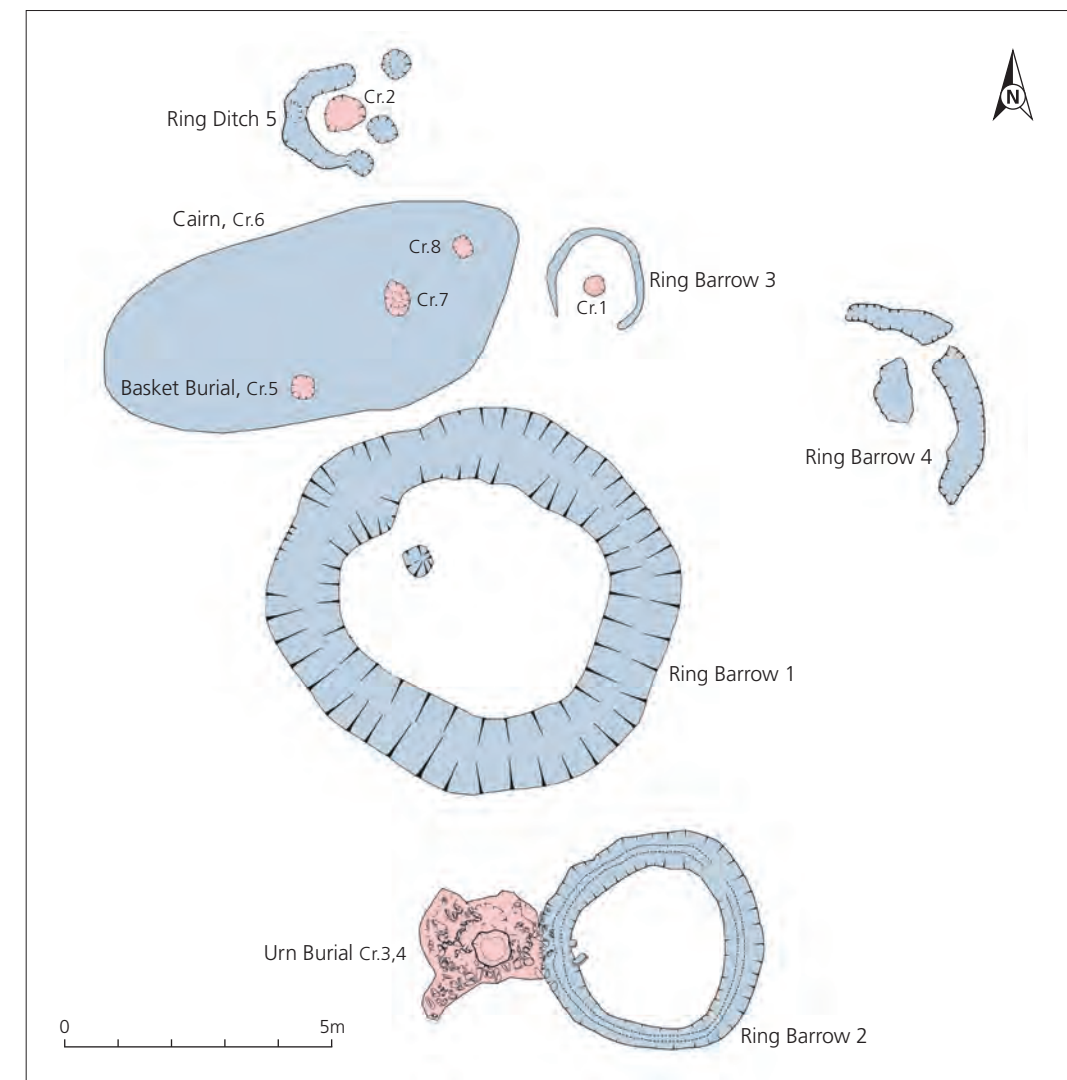 N
Cr.2
Ring Ditch 5
Cairn, Cr.6
Cr.8
Ring Barrow 3
Cr.7
Cr.1
Basket Burial, Cr.5
Ring Barrow 4
Ring Barrow 1
Urn Burial Cr.3,4
0 5m
Ring Barrow 2